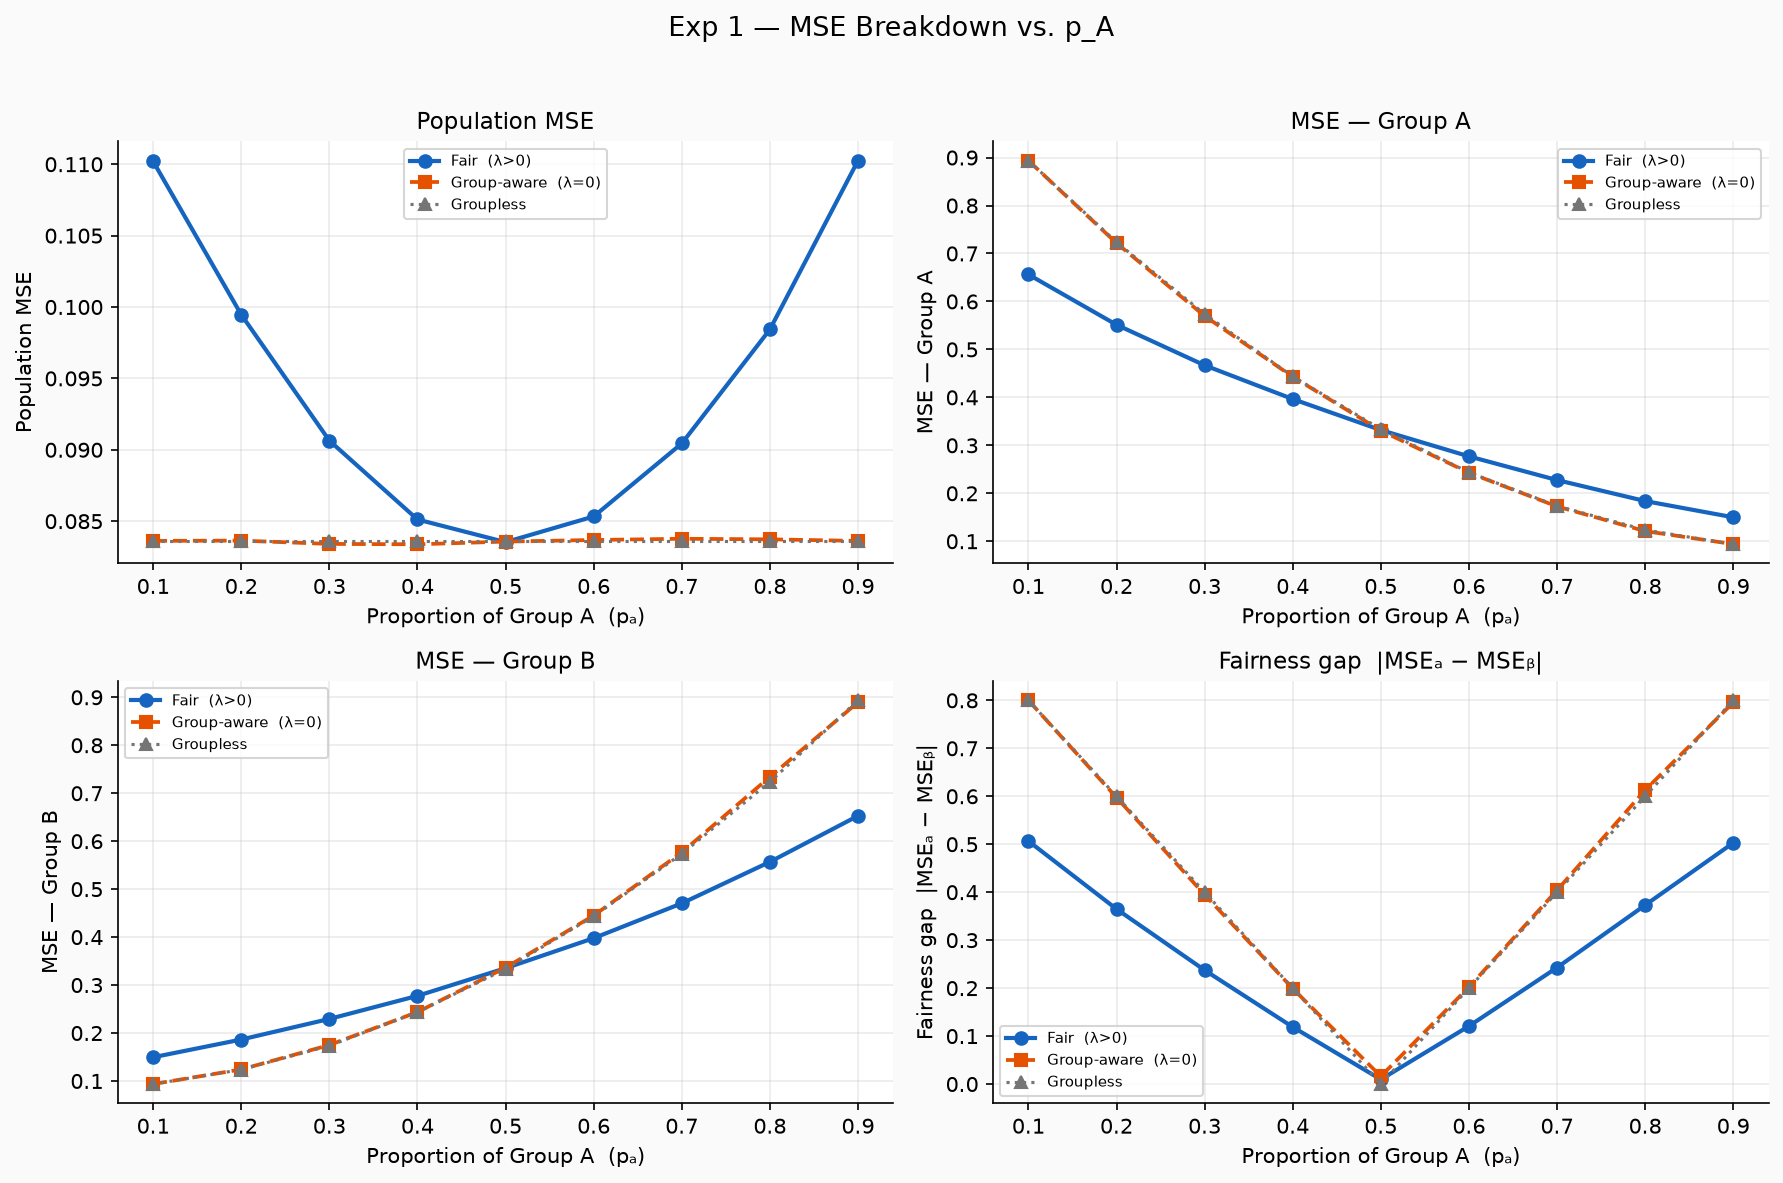 Exp 1 — MSE Breakdown vs. p_A
Population MSE
Population MSE
0.110
0.105
0.100
0.095
0.090
0.085
Fair (λ>0)
Group-aware (λ=0)
Groupless
0.1 0.2 0.3 0.4 0.5 0.6 0.7 0.8 0.9
Proportion of Group A (pₐ)
MSE — Group A
MSE — Group A
0.9
0.8
0.7
0.6
0.5
0.4
0.3
0.2
0.1
Fair (λ>0)
Group-aware (λ=0)
Groupless
0.1 0.2 0.3 0.4 0.5 0.6 0.7 0.8 0.9
Proportion of Group A (pₐ)
MSE — Group B
MSE — Group B
0.9
0.8
0.7
0.6
0.5
0.4
0.3
0.2
0.1
Fair (λ>0)
Group-aware (λ=0)
Groupless
0.1 0.2 0.3 0.4 0.5 0.6 0.7 0.8 0.9
Proportion of Group A (pₐ)
Fairness gap |MSEₐ − MSEᵦ|
Fairness gap |MSEₐ − MSEᵦ|
0.8
0.7
0.6
0.5
0.4
0.3
0.2
0.1
0.0
Fair (λ>0)
Group-aware (λ=0)
Groupless
0.1 0.2 0.3 0.4 0.5 0.6 0.7 0.8 0.9
Proportion of Group A (pₐ)